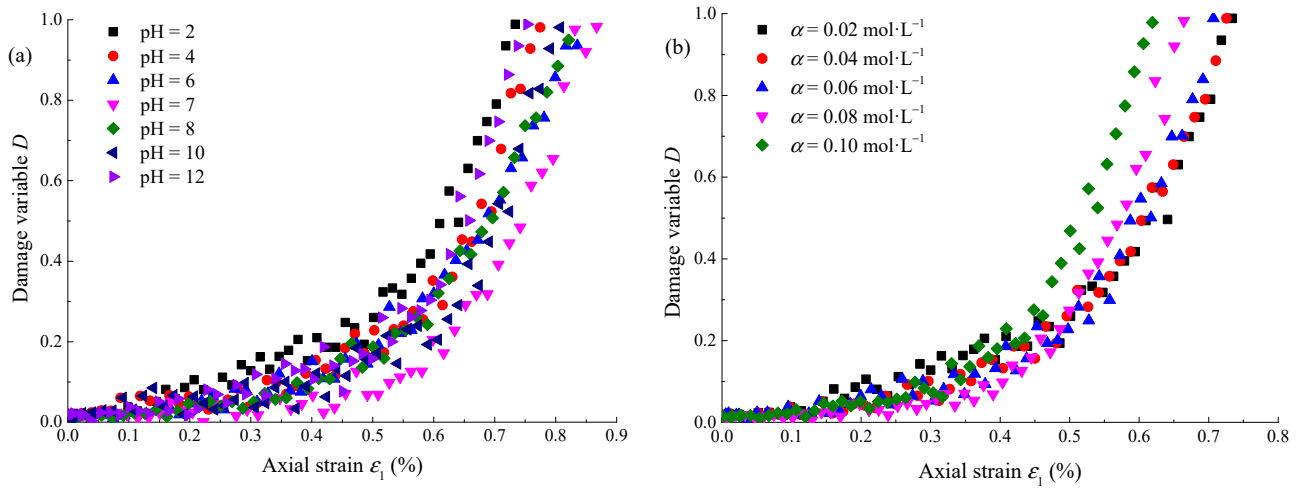 (a)
pH = 2
pH = 4
pH = 6
pH = 7
pH = 8
pH = 10
pH = 12
Damage variable D
1.0
0.8
0.6
0.4
0.2
0.0
0.0 0.1 0.2 0.3 0.4 0.5 0.6 0.7 0.8 0.9
Axial strain ε₁ (%)
(b)
α = 0.02 mol·L⁻¹
α = 0.04 mol·L⁻¹
α = 0.06 mol·L⁻¹
α = 0.08 mol·L⁻¹
α = 0.10 mol·L⁻¹
Damage variable D
1.0
0.8
0.6
0.4
0.2
0.0
0.0 0.1 0.2 0.3 0.4 0.5 0.6 0.7 0.8
Axial strain ε₁ (%)